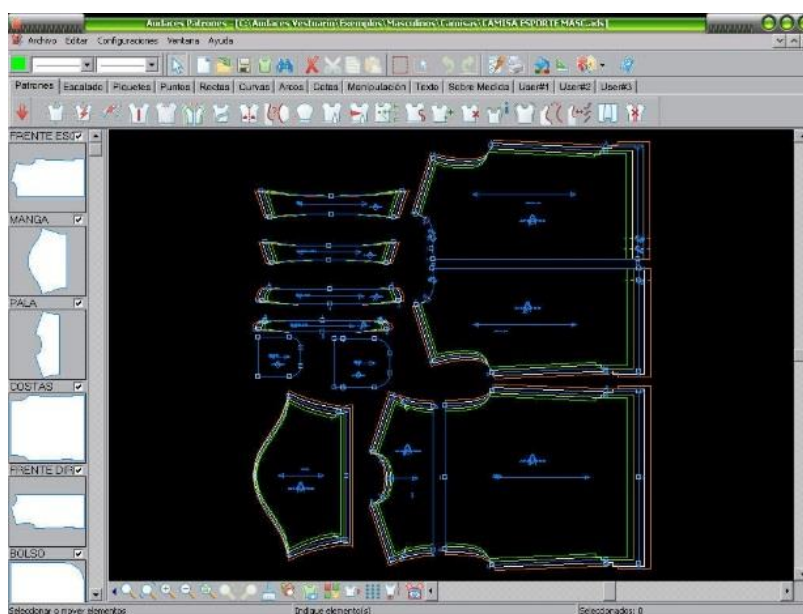 Audaces Patrones - [C:\Audaces Vestuario\Exemplos\Masculinos\Camisas\CAMISA ESPORTE MASC.ads]
Archivo Editar Configuraciones Ventana Ayuda
Patrones Escalado Piquetes Puntos Rectas Curvas Arcos Cotas Manipulación Texto Sobre Medida User#1 User#2 User#3
FRENTE ESQ
MANGA
PALA
COSTAS
FRENTE DIR
BOLSO
Seleccionar o mover elementos Indique elemento(s) Seleccionados: 0